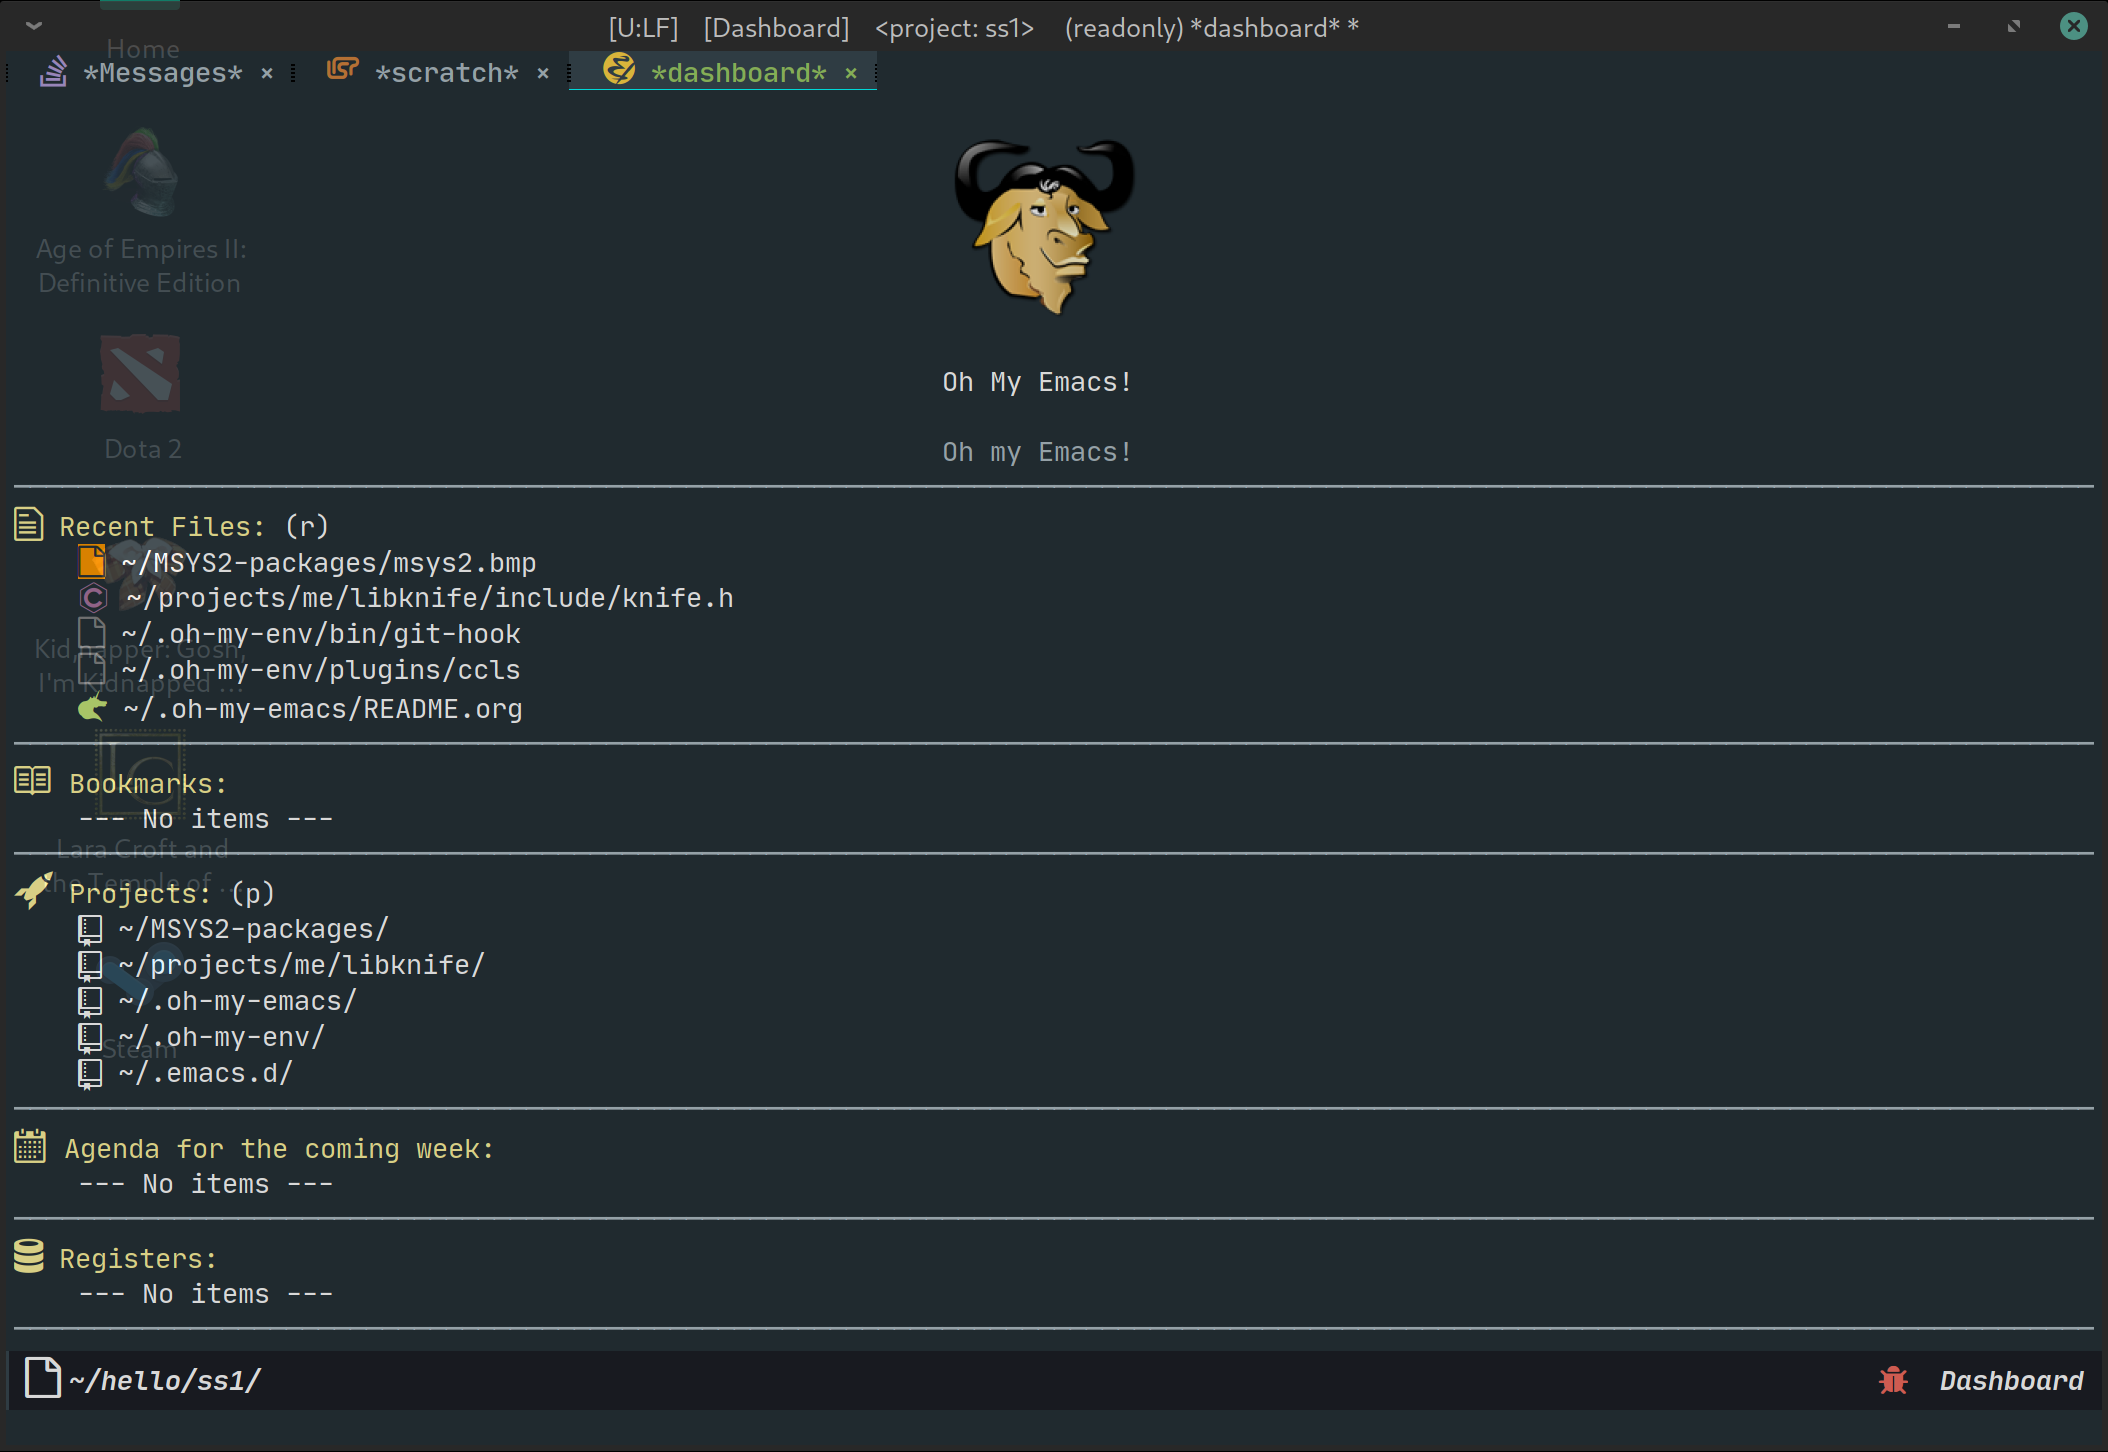 [U:LF] [Dashboard] <project: ss1> (readonly) *dashboard* *
Home
*Messages* × *scratch* × *dashboard* ×
Age of Empires II:
Definitive Edition
Oh My Emacs!
Dota 2
Oh my Emacs!
Recent Files: (r)
~/MSYS2-packages/msys2.bmp
~/projects/me/libknife/include/knife.h
~/.oh-my-env/bin/git-hook
Kid,napper: Gosh,
~/.oh-my-env/plugins/ccls
I'm Kidnapped ...
~/.oh-my-emacs/README.org
Bookmarks:
--- No items ---
Lara Croft and
the Temple of ...
Projects: (p)
~/MSYS2-packages/
~/projects/me/libknife/
~/.oh-my-emacs/
~/.oh-my-env/
Steam
~/.emacs.d/
Agenda for the coming week:
--- No items ---
Registers:
--- No items ---
~/hello/ss1/ Dashboard